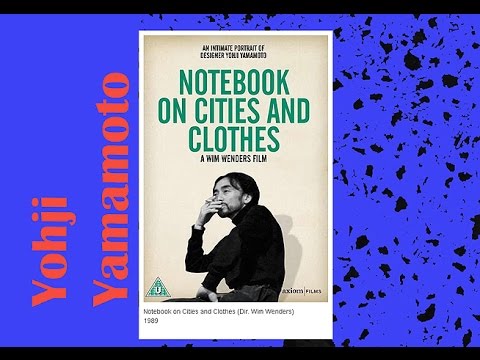 Yohji
Yamamoto
AN INTIMATE PORTRAIT OF
DESIGNER YOHJI YAMAMOTO
NOTEBOOK
ON CITIES AND
CLOTHES
A WIM WENDERS FILM
U
axiom FILMS
Notebook on Cities and Clothes (Dir. Wim Wenders)
1989